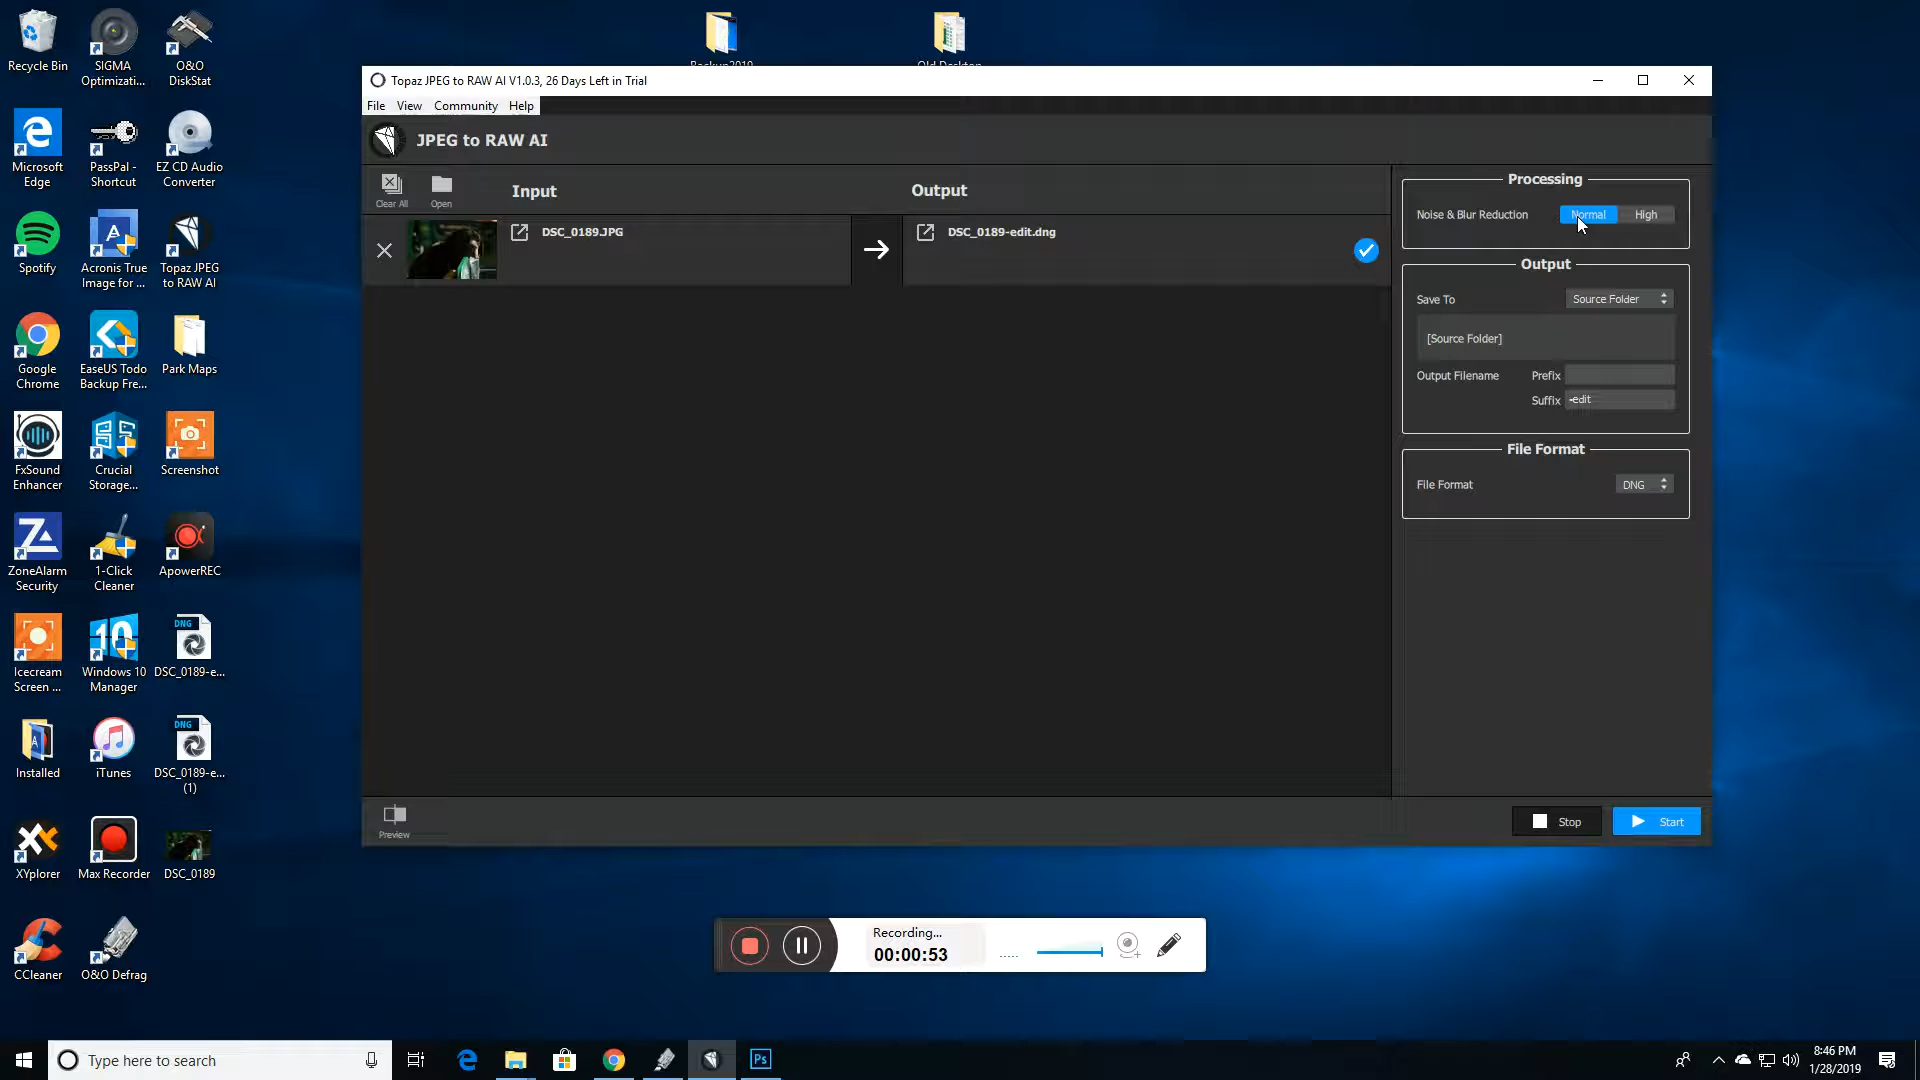 Recycle Bin
SIGMA
Optimizati...
O&O
DiskStat
Microsoft
Edge
PassPal -
Shortcut
EZ CD Audio
Converter
Spotify
Acronis True
Image for ...
Topaz JPEG
to RAW AI
Google
Chrome
EaseUS Todo
Backup Fre...
Park Maps
FxSound
Enhancer
Crucial
Storage...
Screenshot
ZoneAlarm
Security
1-Click
Cleaner
ApowerREC
Icecream
Screen ...
Windows 10
Manager
DNG
DSC_0189-e...
Installed
iTunes
DNG
DSC_0189-e...
(1)
XYplorer
Max Recorder
DSC_0189
CCleaner
O&O Defrag
Backup2019
Old Desktop
Topaz JPEG to RAW AI V1.0.3, 26 Days Left in Trial
File View Community Help
JPEG to RAW AI
Clear All
Open
Input
Output
DSC_0189.JPG
DSC_0189-edit.dng
Processing
Noise & Blur Reduction
Normal
High
Output
Save To
Source Folder
[Source Folder]
Output Filename
Prefix
Suffix
-edit
File Format
File Format
DNG
Preview
Stop
Start
Recording...
00:00:53
Type here to search
Ps
8:46 PM
1/28/2019